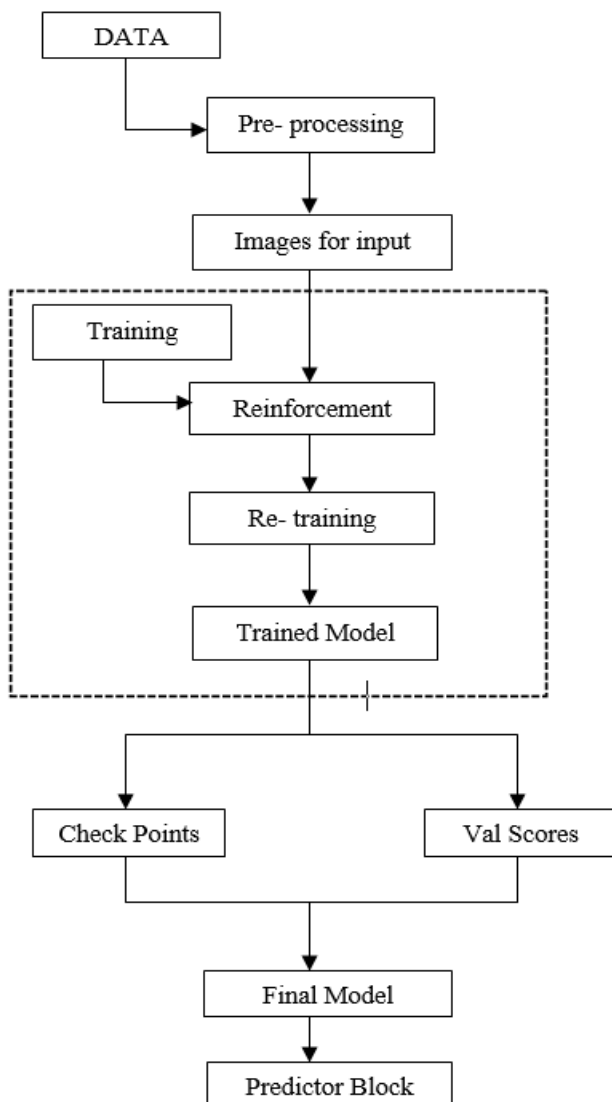 DATA
Pre- processing
Images for input
Training
Reinforcement
Re- training
Trained Model
Check Points
Val Scores
Final Model
Predictor Block